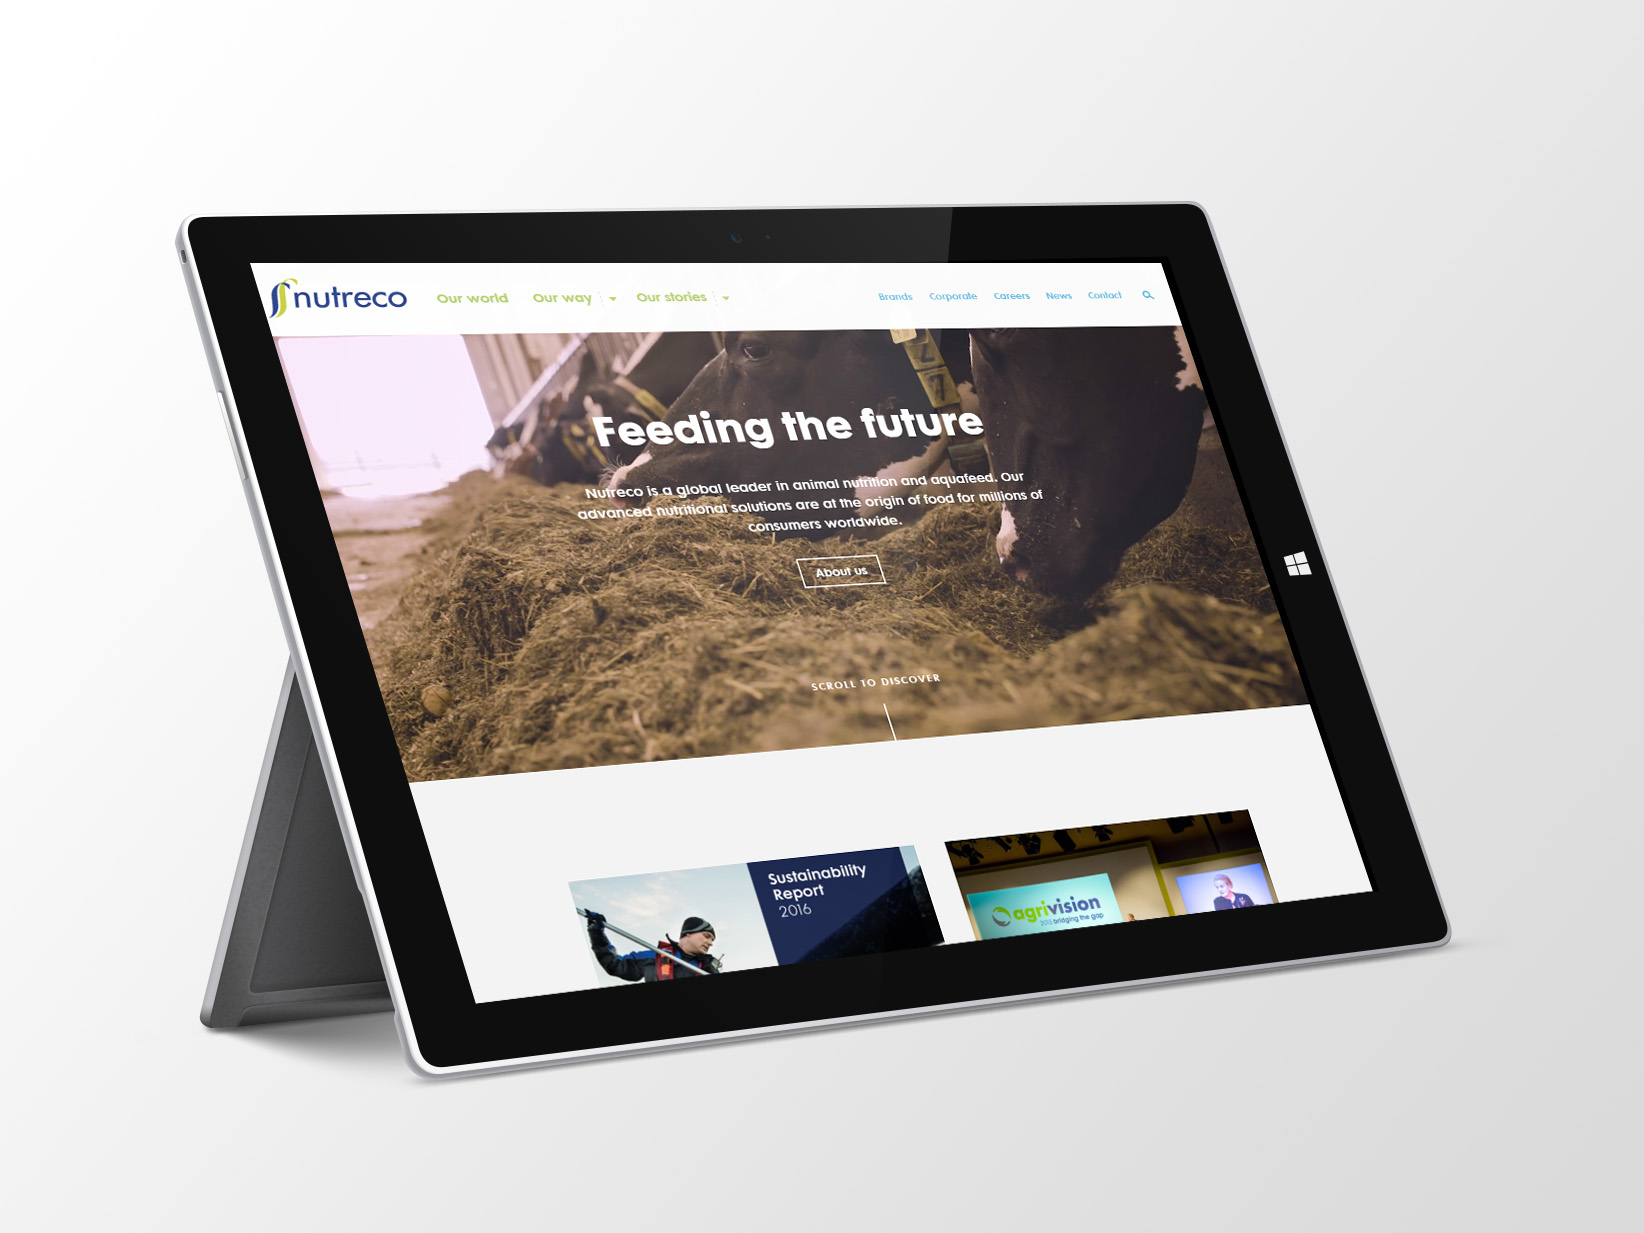 nutreco
Our world Our way Our stories
Brands Corporate Careers News Contact
Feeding the future
Nutreco is a global leader in animal nutrition and aquafeed. Our
advanced nutritional solutions are at the origin of food for millions of
consumers worldwide.
About us
SCROLL TO DISCOVER
Sustainability
Report
2016
agrivision
2015 bridging the gap